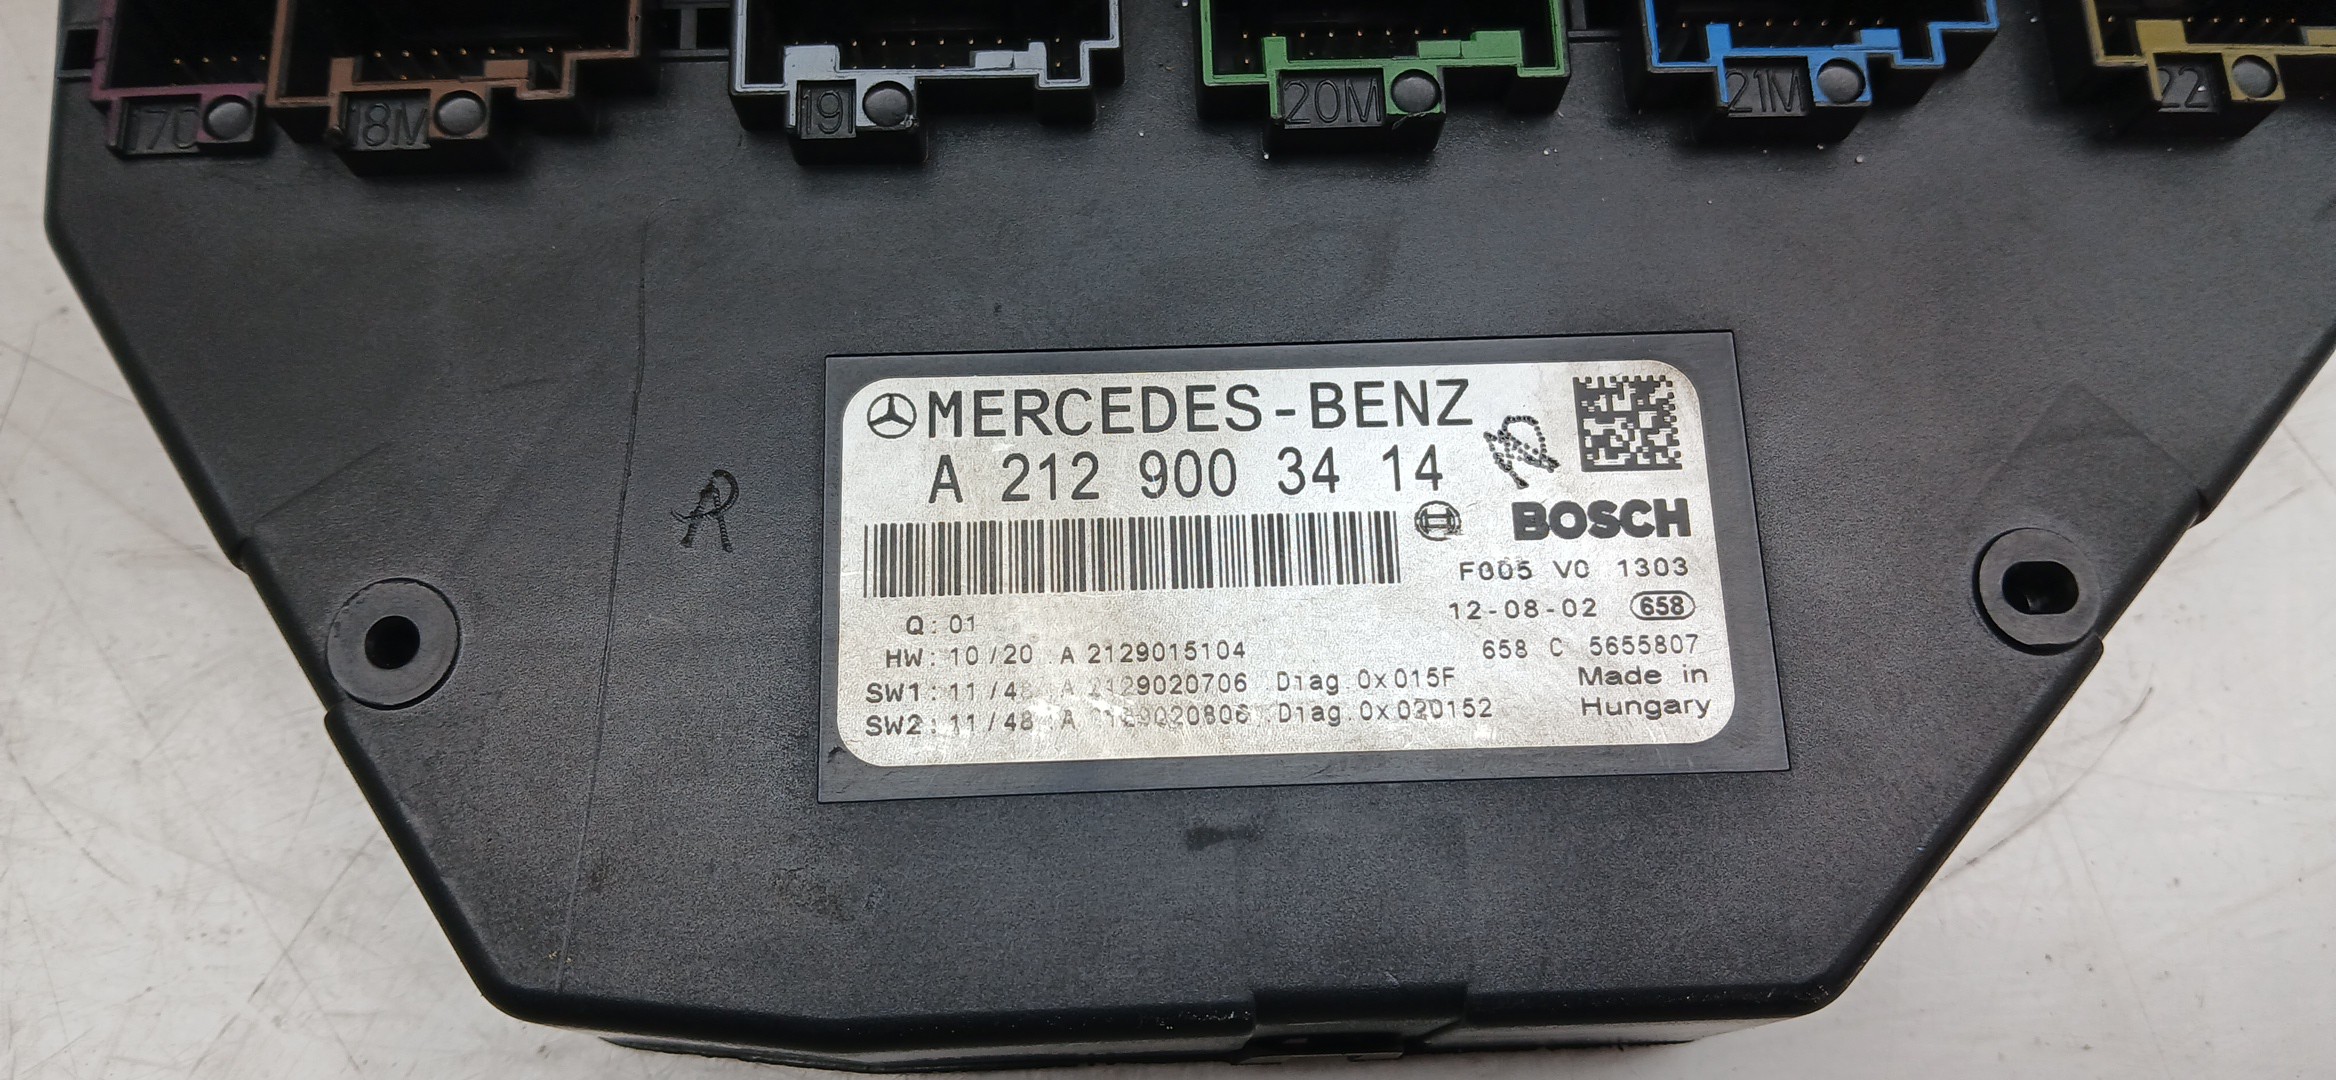 17C 18M 19 20M 21M 22
MERCEDES-BENZ
A 212 900 34 14
BOSCH
F005 V0 1303
12-08-02 658
Q: 01
HW: 10/20 A 2129015104
658 C 5655807
SW1: 11/48 A 2129020706 Diag.0x015F
Made in
SW2: 11/48 A 2129020806 Diag.0x020152
Hungary